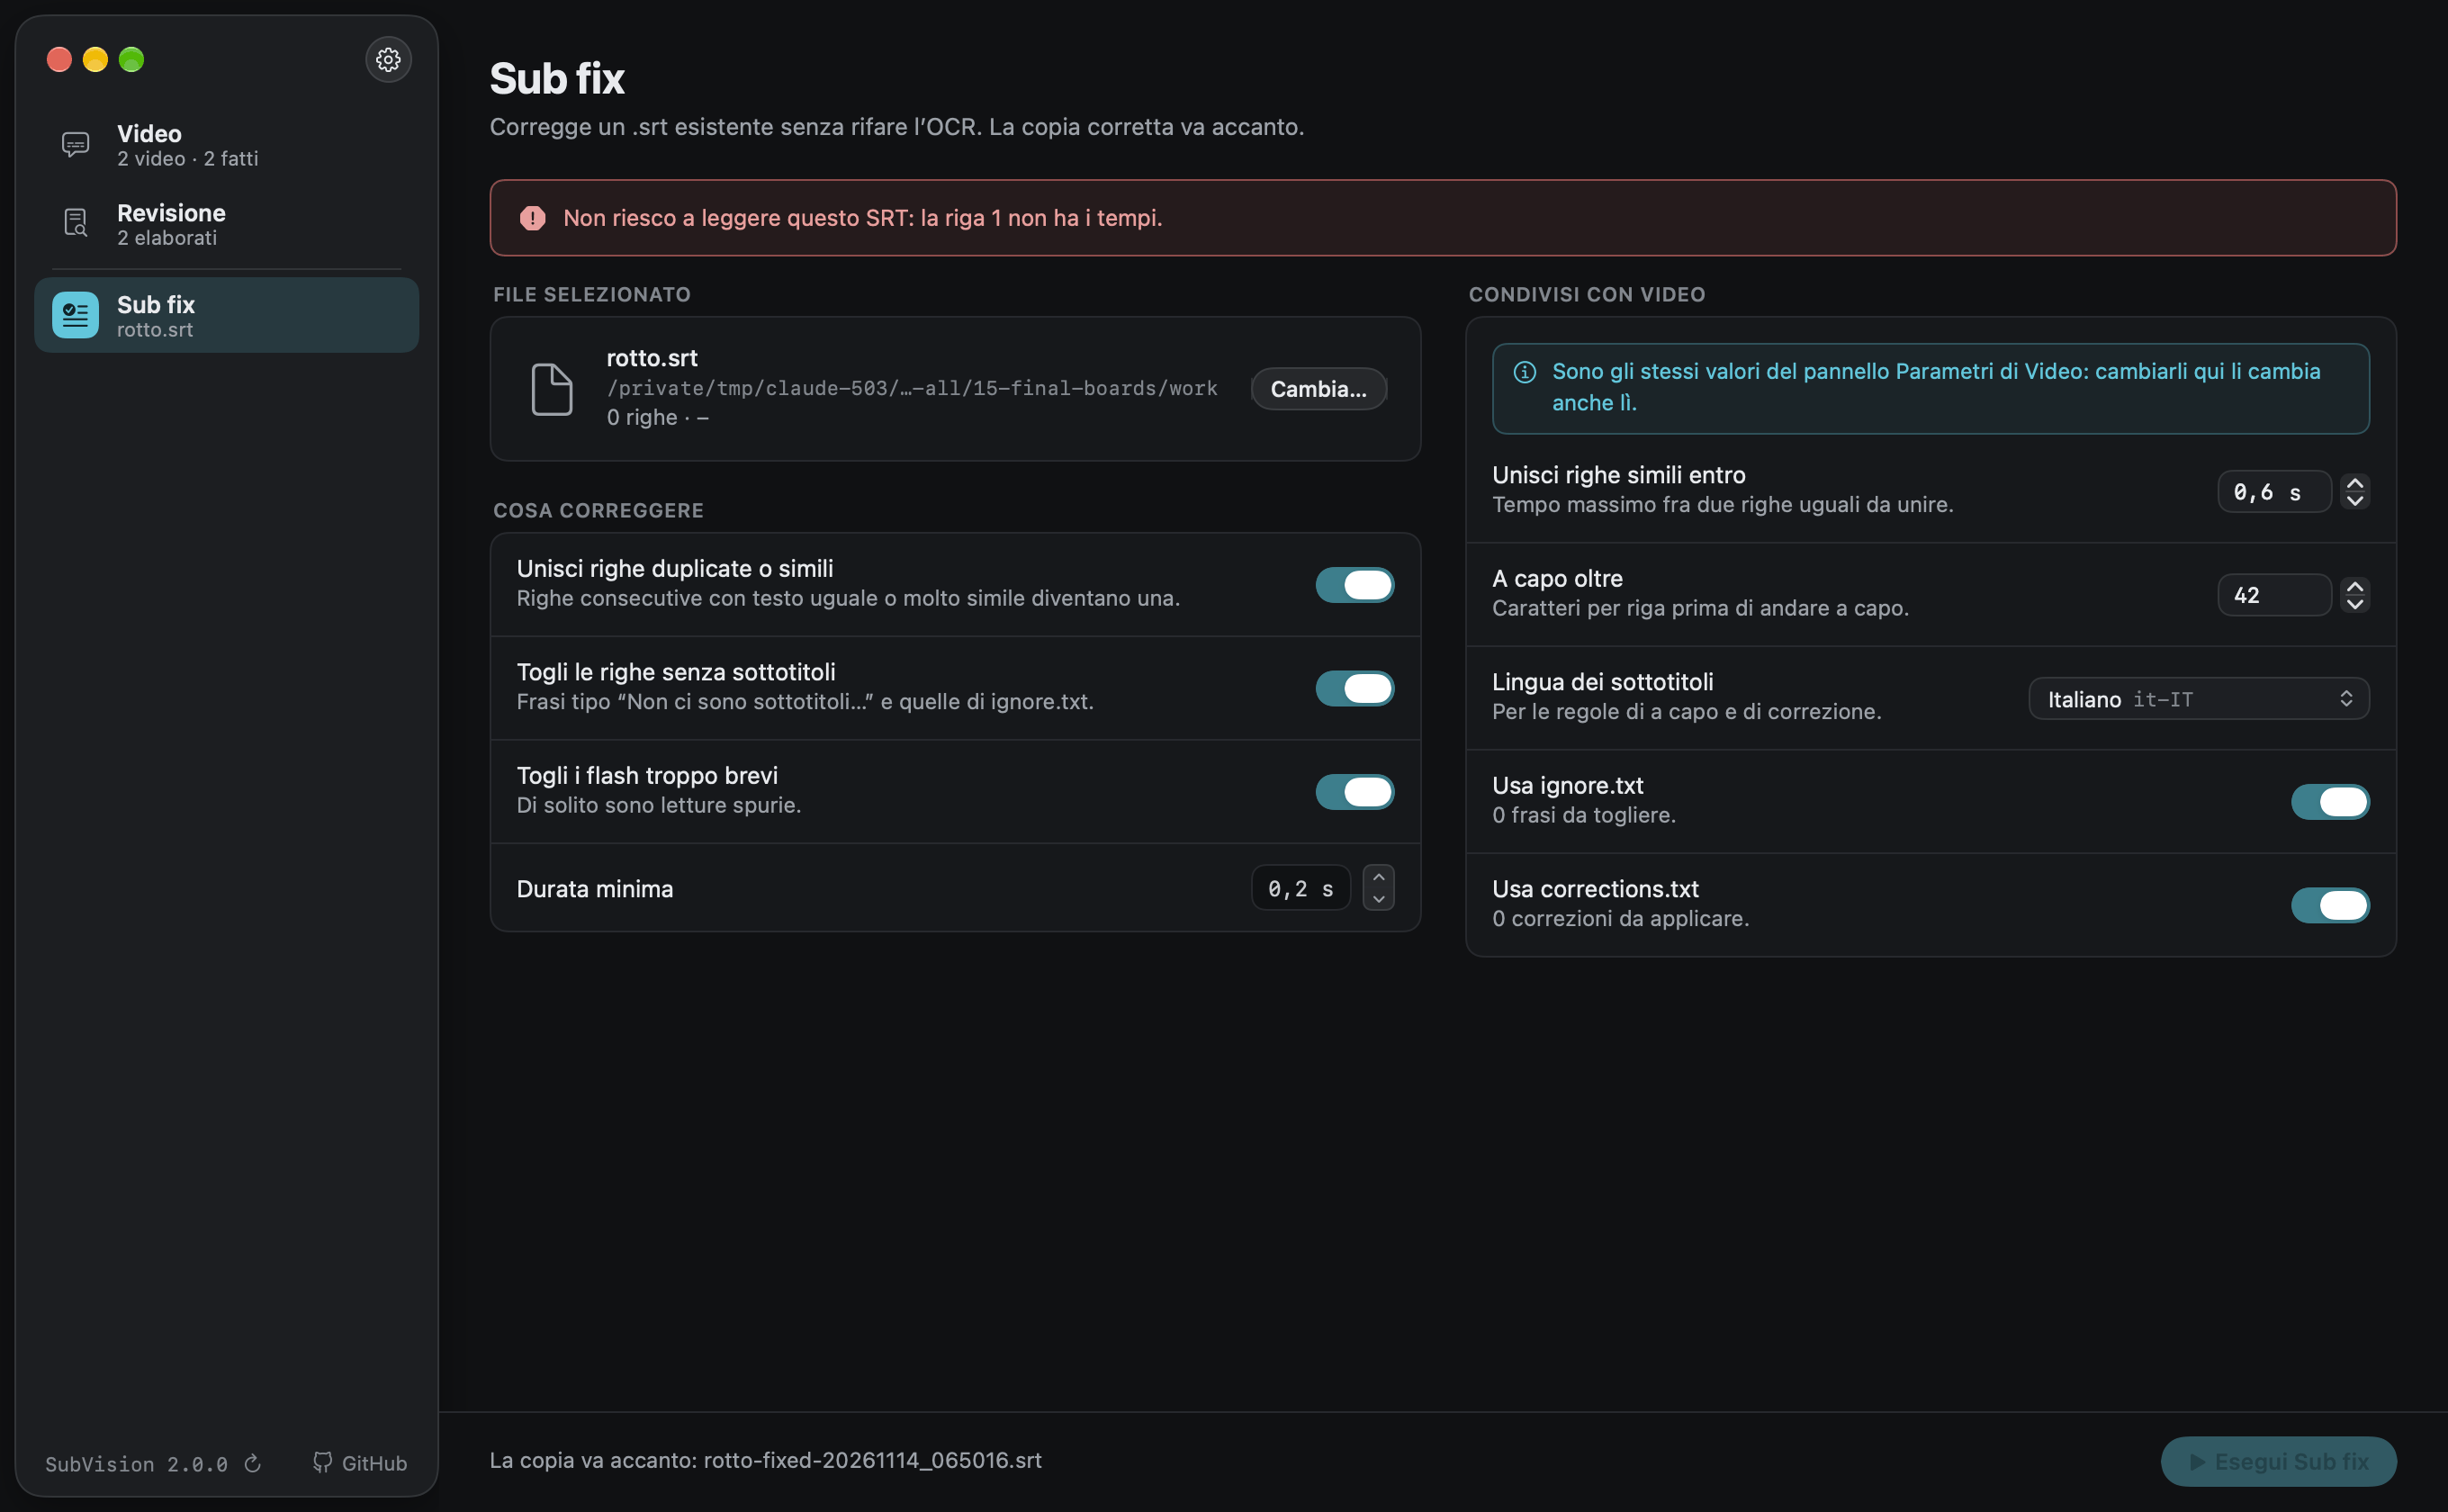 Video
2 video · 2 fatti
Revisione
2 elaborati
Sub fix
rotto.srt
SubVision 2.0.0
GitHub
Sub fix
Corregge un .srt esistente senza rifare l’OCR. La copia corretta va accanto.
Non riesco a leggere questo SRT: la riga 1 non ha i tempi.
FILE SELEZIONATO
rotto.srt
/private/tmp/claude-503/…-all/15-final-boards/work
0 righe · –
Cambia…
COSA CORREGGERE
Unisci righe duplicate o simili
Righe consecutive con testo uguale o molto simile diventano una.
Togli le righe senza sottotitoli
Frasi tipo “Non ci sono sottotitoli…” e quelle di ignore.txt.
Togli i flash troppo brevi
Di solito sono letture spurie.
Durata minima
0,2 s
CONDIVISI CON VIDEO
Sono gli stessi valori del pannello Parametri di Video: cambiarli qui li cambia
anche lì.
Unisci righe simili entro
Tempo massimo fra due righe uguali da unire.
0,6 s
A capo oltre
Caratteri per riga prima di andare a capo.
42
Lingua dei sottotitoli
Per le regole di a capo e di correzione.
Italiano it-IT
Usa ignore.txt
0 frasi da togliere.
Usa corrections.txt
0 correzioni da applicare.
La copia va accanto: rotto-fixed-20261114_065016.srt
Esegui Sub fix